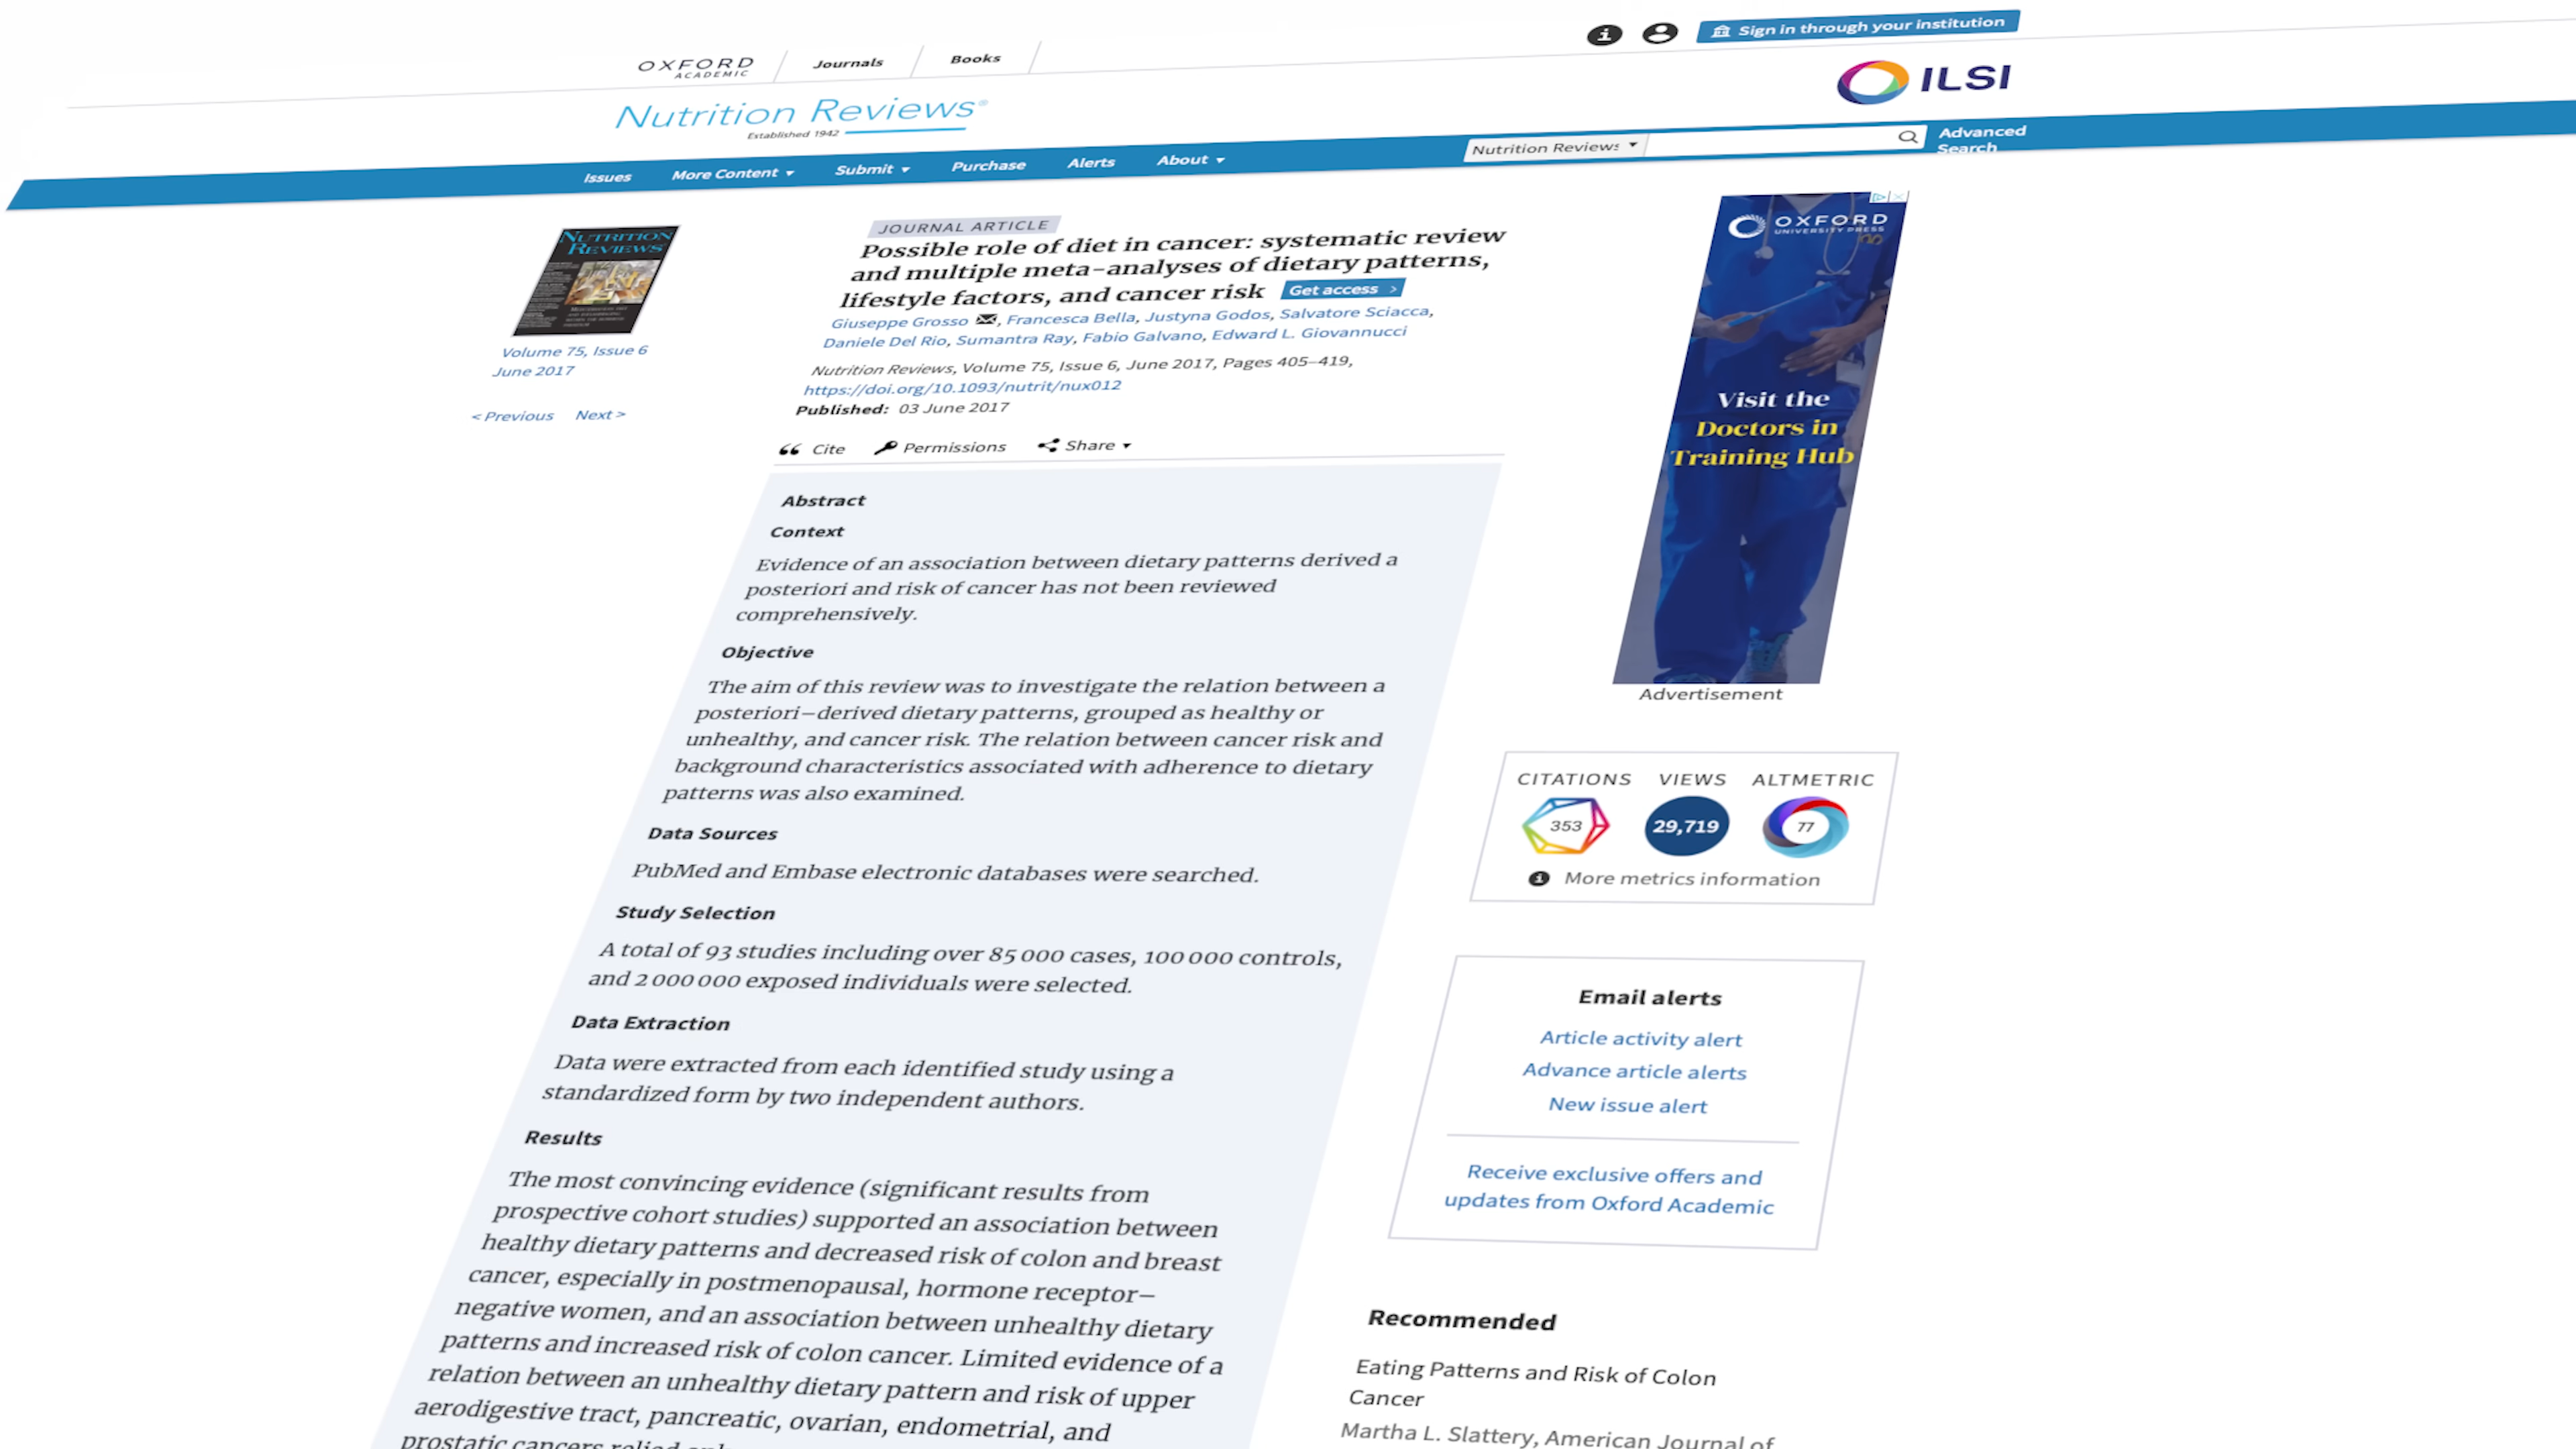 OXFORD
ACADEMIC
Journals
Books
Sign in through your institution
Nutrition Reviews®
Established 1942
ILSI
Issues
More Content
Submit
Purchase
Alerts
About
Nutrition Reviews
Advanced
Search
NUTRITION
REVIEWS
Volume 75, Issue 6
June 2017
< Previous Next >
JOURNAL ARTICLE
Possible role of diet in cancer: systematic review
and multiple meta-analyses of dietary patterns,
lifestyle factors, and cancer risk Get access >
Giuseppe Grosso, Francesca Bella, Justyna Godos, Salvatore Sciacca,
Daniele Del Rio, Sumantra Ray, Fabio Galvano, Edward L. Giovannucci
Nutrition Reviews, Volume 75, Issue 6, June 2017, Pages 405–419,
https://doi.org/10.1093/nutrit/nux012
Published: 03 June 2017
Cite
Permissions
Share
Abstract
Context
Evidence of an association between dietary patterns derived a
posteriori and risk of cancer has not been reviewed
comprehensively.
Objective
The aim of this review was to investigate the relation between a
posteriori–derived dietary patterns, grouped as healthy or
unhealthy, and cancer risk. The relation between cancer risk and
background characteristics associated with adherence to dietary
patterns was also examined.
Data Sources
PubMed and Embase electronic databases were searched.
Study Selection
A total of 93 studies including over 85 000 cases, 100 000 controls,
and 2 000 000 exposed individuals were selected.
Data Extraction
Data were extracted from each identified study using a
standardized form by two independent authors.
Results
The most convincing evidence (significant results from
prospective cohort studies) supported an association between
healthy dietary patterns and decreased risk of colon and breast
cancer, especially in postmenopausal, hormone receptor–
negative women, and an association between unhealthy dietary
patterns and increased risk of colon cancer. Limited evidence of a
relation between an unhealthy dietary pattern and risk of upper
aerodigestive tract, pancreatic, ovarian, endometrial, and
prostatic cancers relied only
OXFORD
UNIVERSITY PRESS
Visit the
Doctors in
Training Hub
Advertisement
CITATIONS VIEWS ALTMETRIC
353 29,719 77
More metrics information
Email alerts
Article activity alert
Advance article alerts
New issue alert
Receive exclusive offers and
updates from Oxford Academic
Recommended
Eating Patterns and Risk of Colon
Cancer
Martha L. Slattery, American Journal of